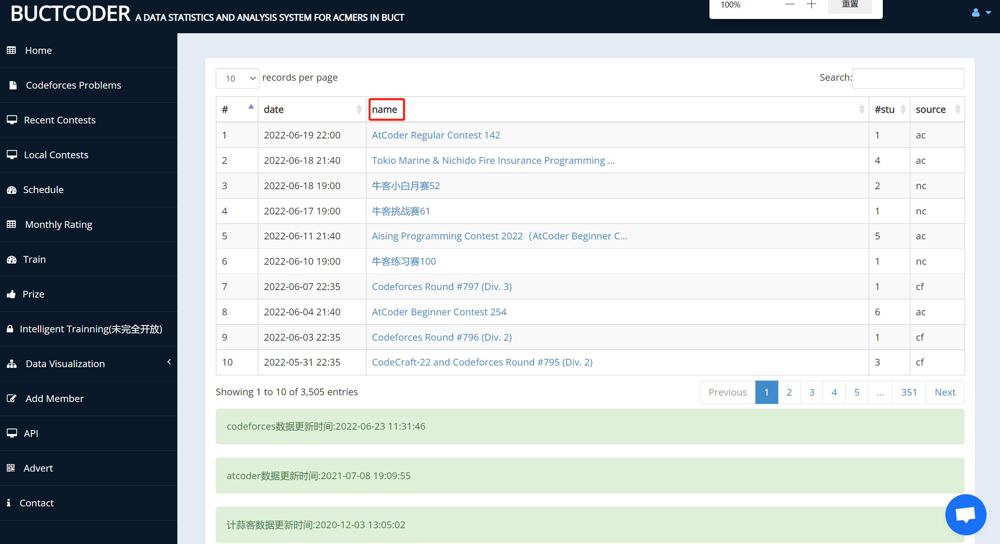 BUCTCODER A DATA STATISTICS AND ANALYSIS SYSTEM FOR ACMERS IN BUCT
100% 重置
Home
Codeforces Problems
Recent Contests
Local Contests
Schedule
Monthly Rating
Train
Prize
Intelligent Trainning(未完全开放)
Data Visualization
Add Member
API
Advert
Contact
10 records per page Search:
# date name #stu source
1 2022-06-19 22:00 AtCoder Regular Contest 142 1 ac
2 2022-06-18 21:40 Tokio Marine & Nichido Fire Insurance Programming ... 4 ac
3 2022-06-18 19:00 牛客小白月赛52 2 nc
4 2022-06-17 19:00 牛客挑战赛61 1 nc
5 2022-06-11 21:40 Aising Programming Contest 2022（AtCoder Beginner C... 5 ac
6 2022-06-10 19:00 牛客练习赛100 1 nc
7 2022-06-07 22:35 Codeforces Round #797 (Div. 3) 1 cf
8 2022-06-04 21:40 AtCoder Beginner Contest 254 6 ac
9 2022-06-03 22:35 Codeforces Round #796 (Div. 2) 1 cf
10 2022-05-31 22:35 CodeCraft-22 and Codeforces Round #795 (Div. 2) 3 cf
Showing 1 to 10 of 3,505 entries Previous 1 2 3 4 5 ... 351 Next
codeforces数据更新时间:2022-06-23 11:31:46
atcoder数据更新时间:2021-07-08 19:09:55
计蒜客数据更新时间:2020-12-03 13:05:02